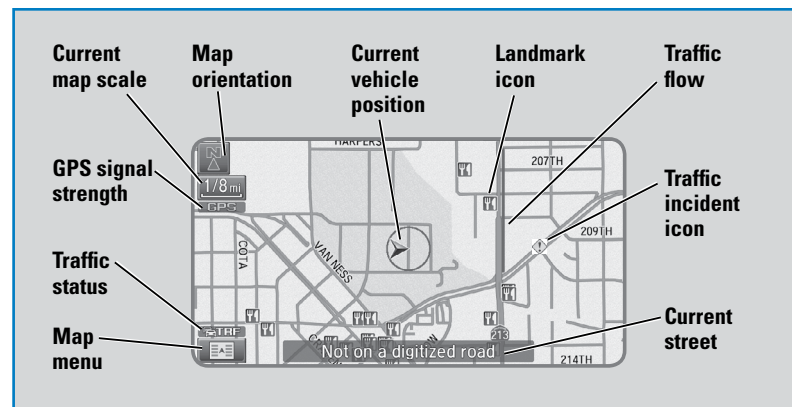 Current
map scale
Map
orientation
Current
vehicle
position
Landmark
icon
Traffic
flow
GPS signal
strength
Traffic
status
Map
menu
Traffic
incident
icon
Current
street
HARPERS
N
1/8 mi
GPS
207TH
209TH
COTA
VAN NESS
TRF
213
Not on a digitized road
214TH